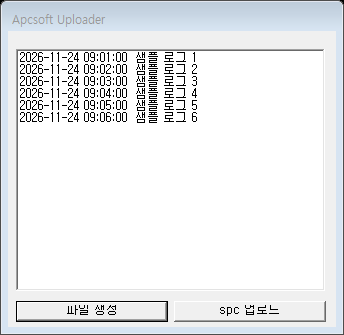 Apcsoft Uploader
2026-11-24 09:01:00 샘플 로그 1
2026-11-24 09:02:00 샘플 로그 2
2026-11-24 09:03:00 샘플 로그 3
2026-11-24 09:04:00 샘플 로그 4
2026-11-24 09:05:00 샘플 로그 5
2026-11-24 09:06:00 샘플 로그 6
파일 생성
spc 업로드